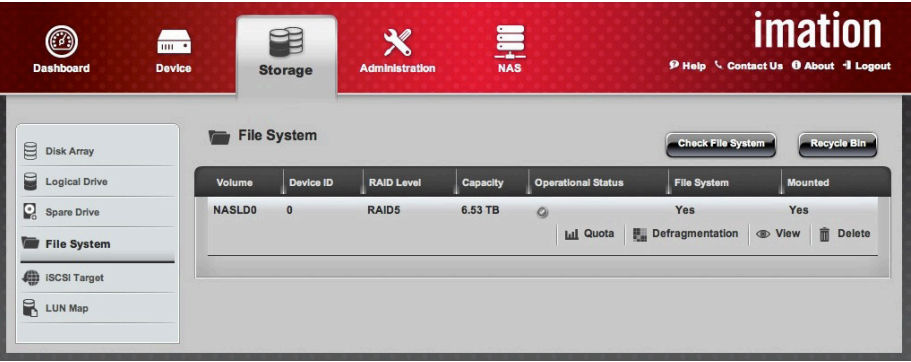 imation
Dashboard Device Storage Administration NAS
Help Contact Us About Logout
File System
Check File System Recycle Bin
Disk Array
Logical Drive
Spare Drive
File System
iSCSI Target
LUN Map
Volume Device ID RAID Level Capacity Operational Status File System Mounted
NASLD0 0 RAID5 6.53 TB Yes Yes
Quota Defragmentation View Delete